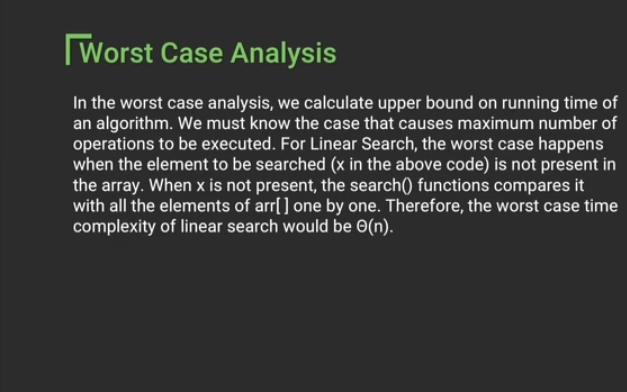 Worst Case Analysis
In the worst case analysis, we calculate upper bound on running time of
an algorithm. We must know the case that causes maximum number of
operations to be executed. For Linear Search, the worst case happens
when the element to be searched (x in the above code) is not present in
the array. When x is not present, the search() functions compares it
with all the elements of arr[ ] one by one. Therefore, the worst case time
complexity of linear search would be Θ(n).